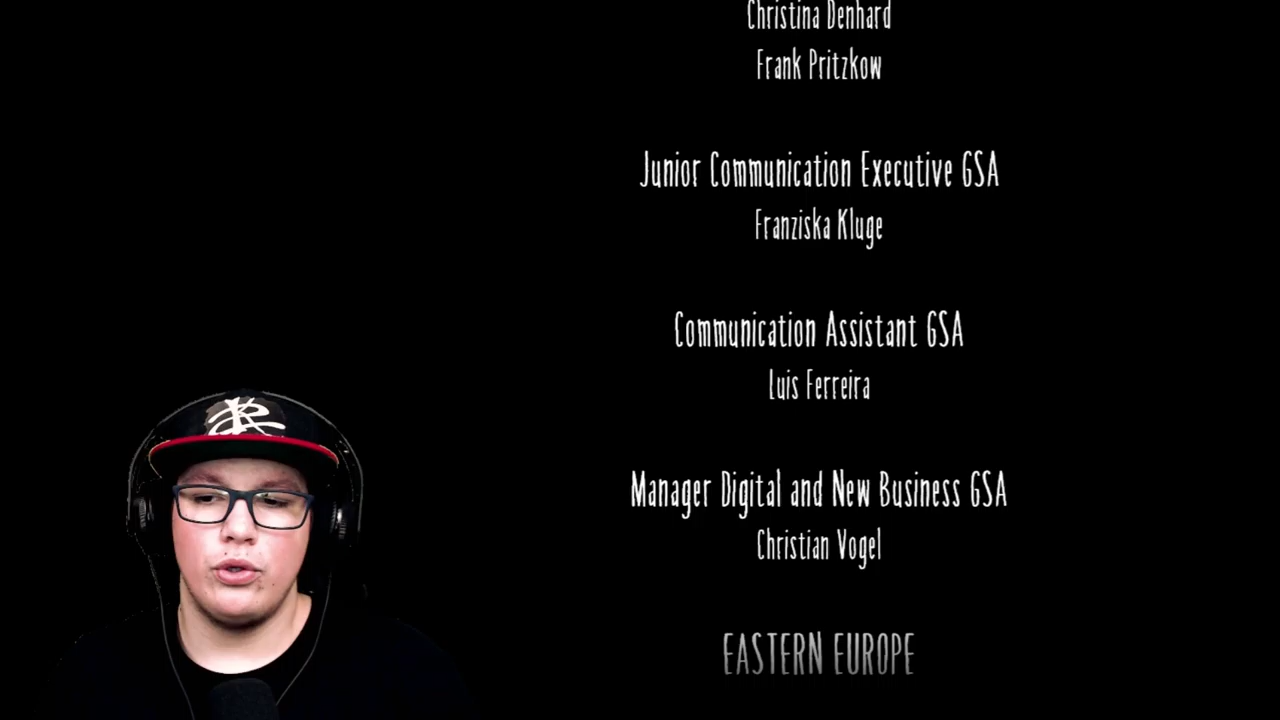 Christina Denhard
Frank Pritzkow
Junior Communication Executive GSA
Franziska Kluge
Communication Assistant GSA
Luis Ferreira
Manager Digital and New Business GSA
Christian Vogel
EASTERN EUROPE